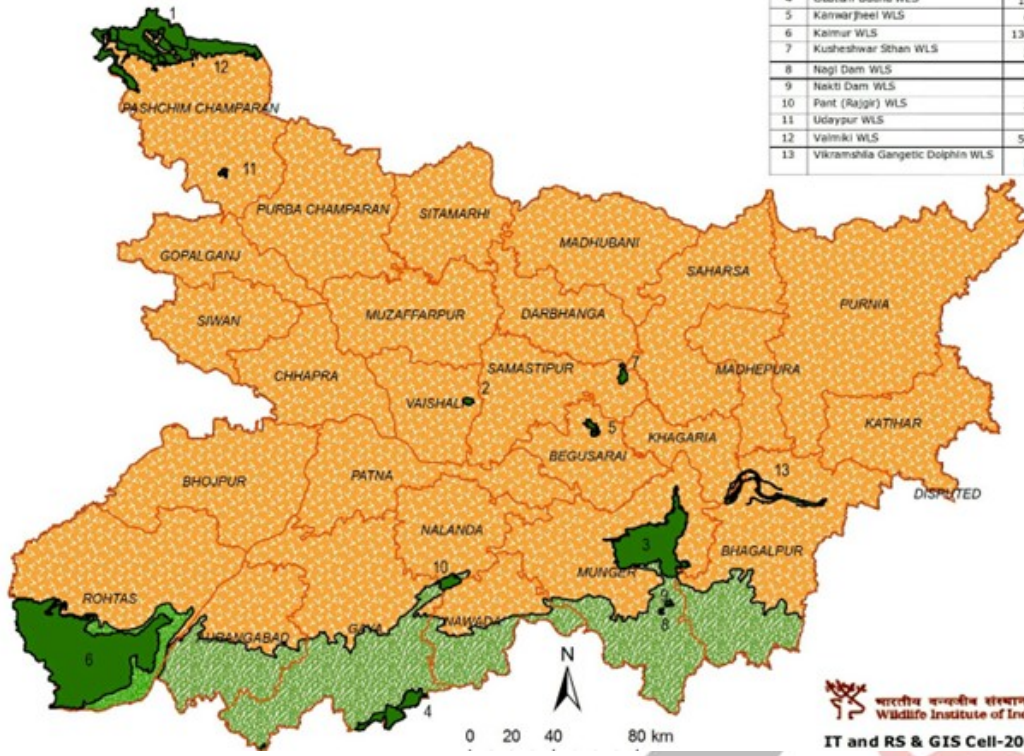 5 Kanwarjheel WLS
6 Kaimur WLS 13
7 Kusheshwar Sthan WLS
8 Nagi Dam WLS
9 Nakti Dam WLS
10 Pant (Rajgir) WLS
11 Udaypur WLS
12 Valmiki WLS 5
13 Vikramshila Gangetic Dolphin WLS
1
12
PASHCHIM CHAMPARAN
11
PURBA CHAMPARAN
SITAMARHI
MADHUBANI
GOPALGANJ
SAHARSA
PURNIA
SIWAN
MUZAFFARPUR
DARBHANGA
CHHAPRA
SAMASTIPUR
7
MADHEPURA
VAISHALI
2
5
KHAGARIA
KATIHAR
BEGUSARAI
BHOJPUR
PATNA
13
DISPUTED
NALANDA
3
BHAGALPUR
10
MUNGER
ROHTAS
9
8
AURANGABAD
GAYA
NAWADA
6
4
N
0 20 40 80 km
भारतीय वन्यजीव संस्थान
Wildlife Institute of Ind
IT and RS & GIS Cell-20